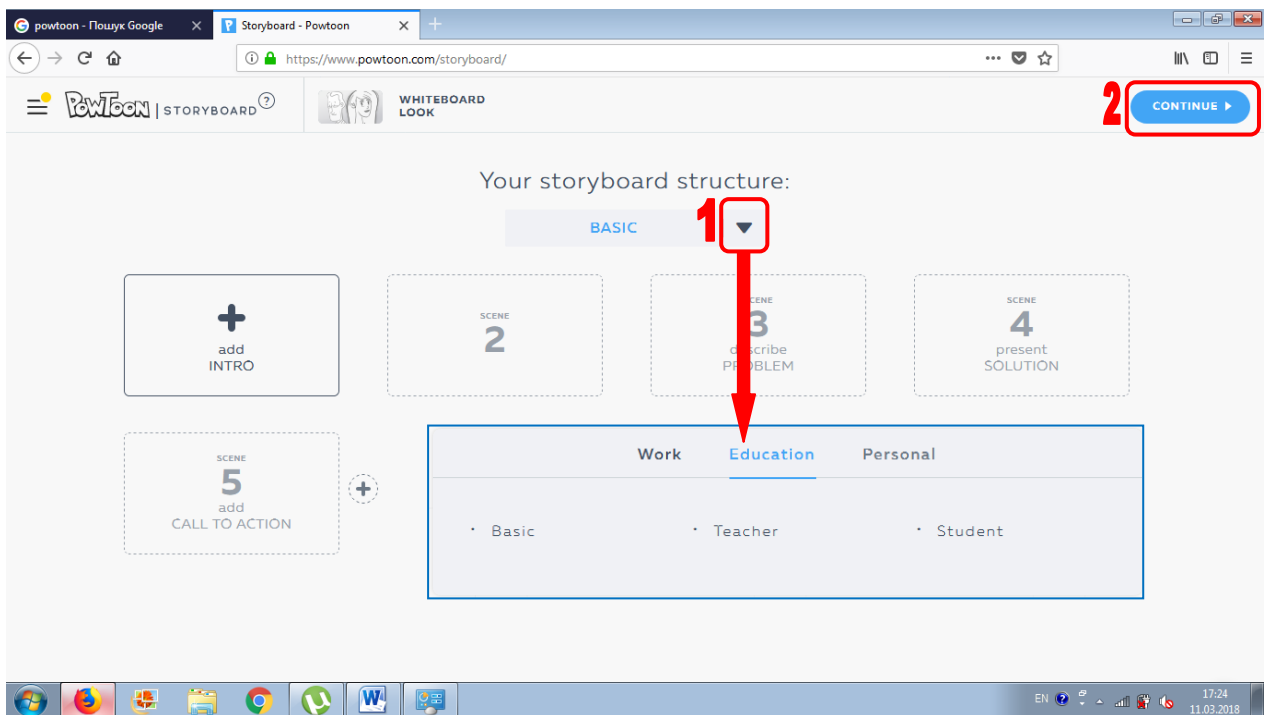 powtoon - Пошук Google
Storyboard - Powtoon
https://www.powtoon.com/storyboard/
POWTOON | STORYBOARD ?
WHITEBOARD
LOOK
2
CONTINUE
Your storyboard structure:
BASIC
1
add
INTRO
SCENE
2
SCENE
3
describe
PROBLEM
SCENE
4
present
SOLUTION
SCENE
5
add
CALL TO ACTION
Work Education Personal
· Basic · Teacher · Student
EN
17:24
11.03.2018